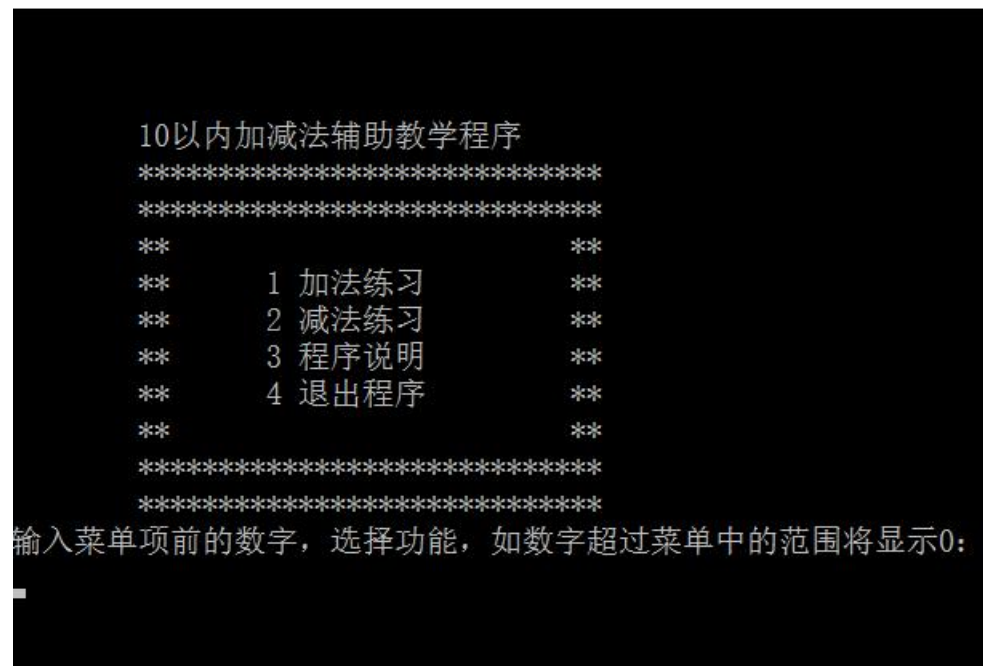 10以内加减法辅助教学程序
*****************************
*****************************
**                         **
**      1 加法练习         **
**      2 减法练习         **
**      3 程序说明         **
**      4 退出程序         **
**                         **
*****************************
*****************************
输入菜单项前的数字，选择功能，如数字超过菜单中的范围将显示0：